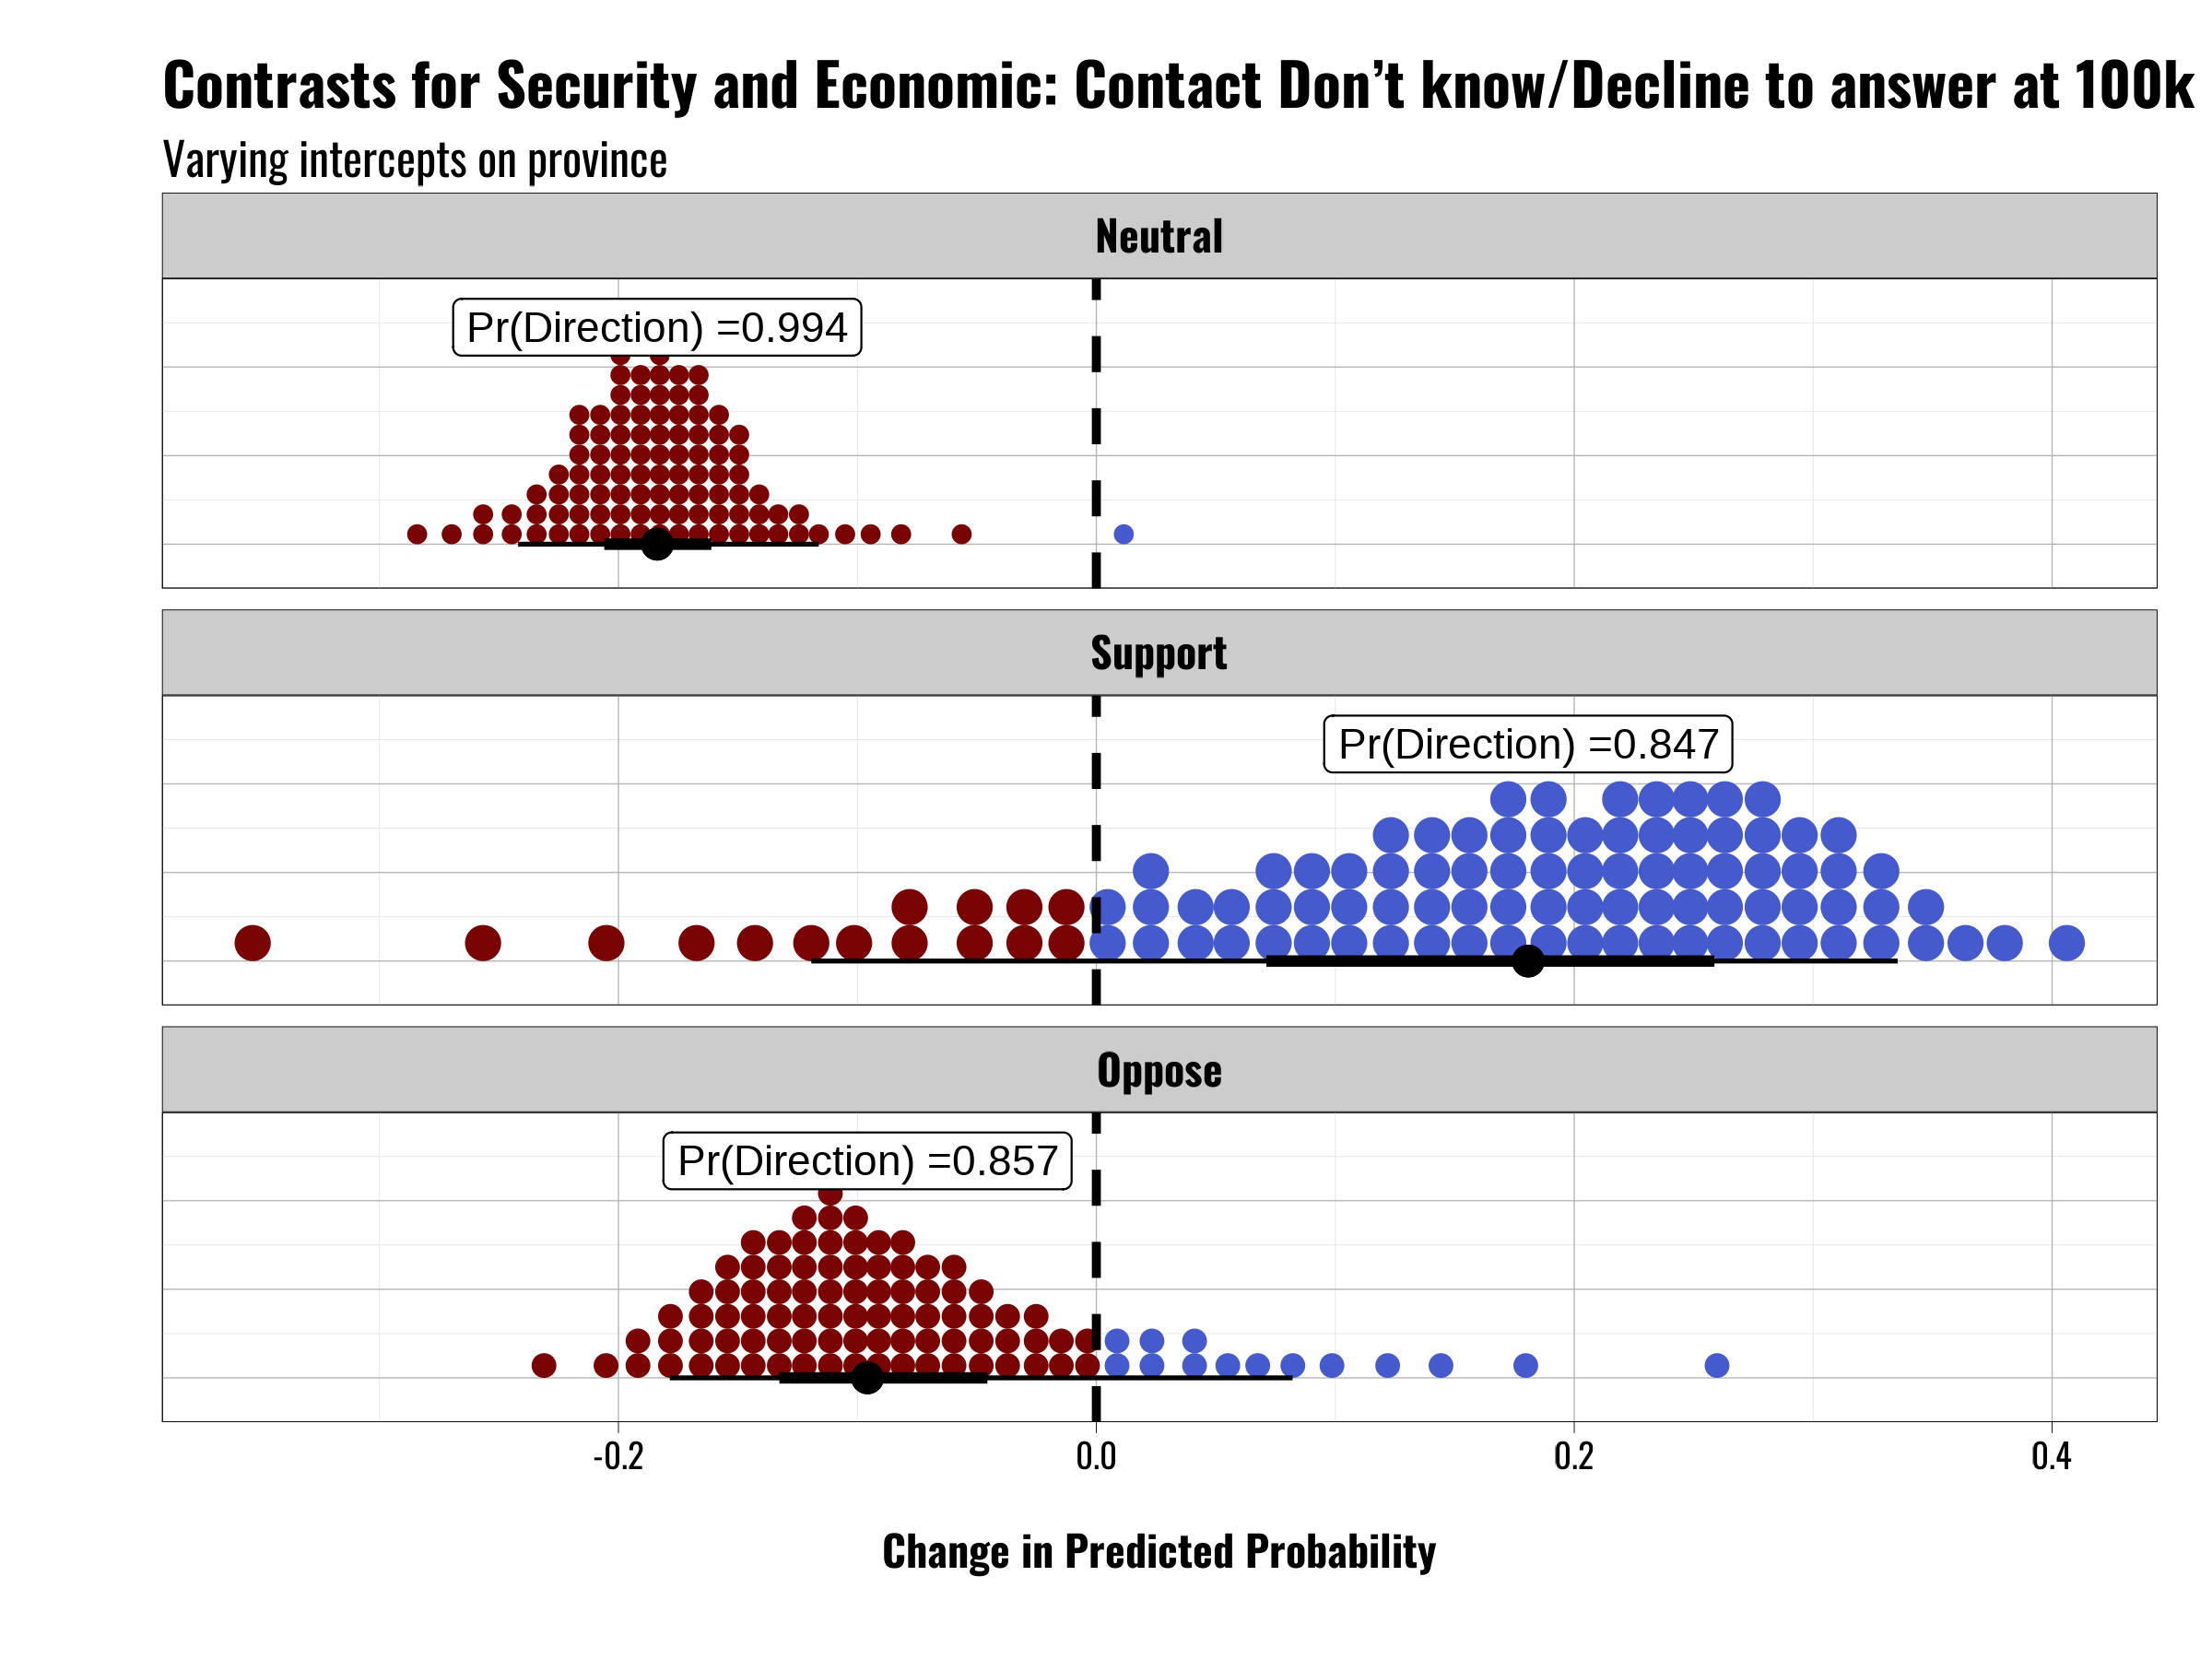 Contrasts for Security and Economic: Contact Don’t know/Decline to answer at 100k
Varying intercepts on province
Neutral
Pr(Direction) =0.994
Support
Pr(Direction) =0.847
Oppose
Pr(Direction) =0.857
-0.2 0.0 0.2 0.4
Change in Predicted Probability